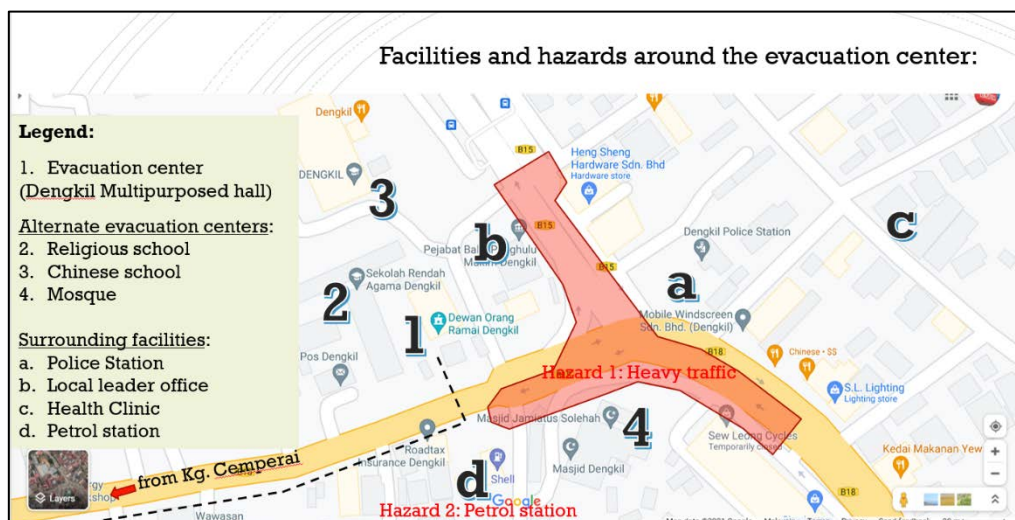 Facilities and hazards around the evacuation center:
Legend:
1. Evacuation center
(Dengkil Multipurposed hall)
Alternate evacuation centers:
2. Religious school
3. Chinese school
4. Mosque
Surrounding facilities:
a. Police Station
b. Local leader office
c. Health Clinic
d. Petrol station
Layers
from Kg. Cemperai
Dengkil
DENGKIL
3
B15
Heng Sheng
Hardware Sdn. Bhd
Hardware store
b
B15
Pejabat
Dengkil
c
Dengkil Police Station
a
B15
2
Sekolah Rendah
Agama Dengkil
1
Dewan Orang
Ramai Dengkil
Mobile Windscreen
Sdn. Bhd. (Dengkil)
Pos Dengkil
B18
Chinese • SS
Hazard 1: Heavy traffic
S.L. Lighting
Lighting store
Masjid Jamiatus Solehah
4
Sew Leong Cycles
Temporarily closed
Roadtax
Insurance Dengkil
Masjid Dengkil
Kedai Makanan Yew
d
Shell
Google
Hazard 2: Petrol station
Wawasan
B18